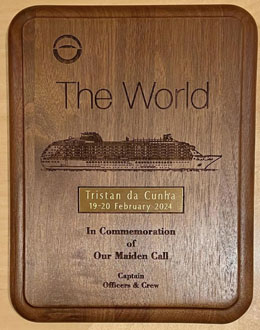 The World
Tristan da Cunha
19-20 February 2024
In Commemoration
of
Our Maiden Call
Captain
Officers & Crew